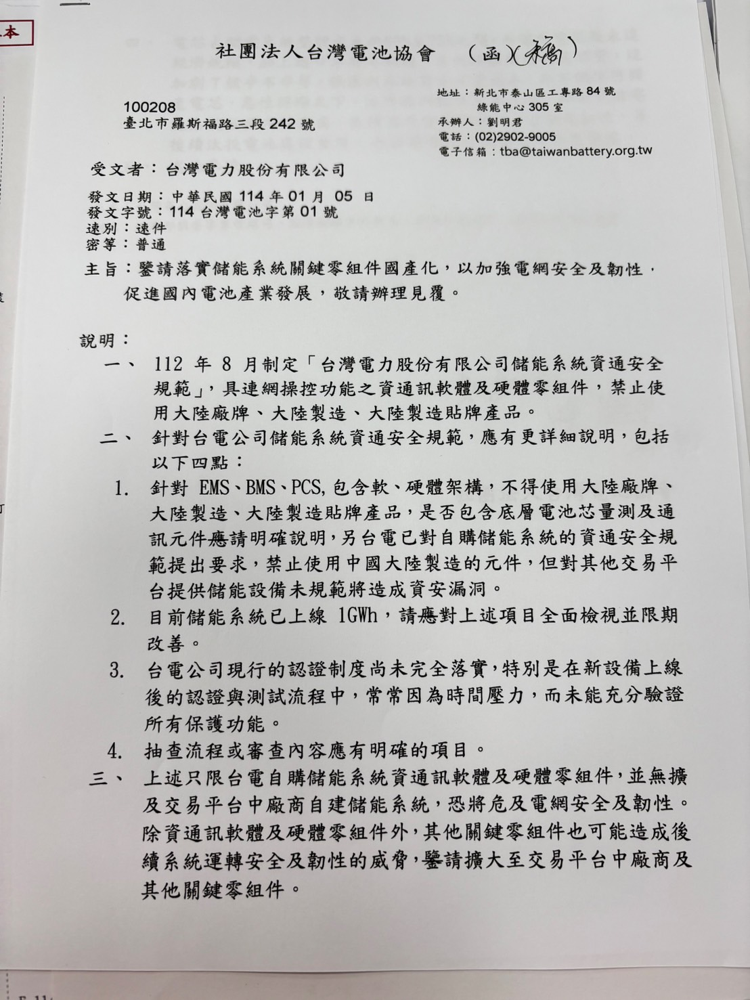 本
社團法人台灣電池協會 (函)(稿)
地址：新北市泰山區工專路 84 號
綠能中心 305 室
承辦人：劉明君
電話：(02)2902-9005
電子信箱：tba@taiwanbattery.org.tw
100208
臺北市羅斯福路三段 242 號
受文者：台灣電力股份有限公司
發文日期：中華民國 114 年 01 月 05 日
發文字號：114 台灣電池字第 01 號
速別：速件
密等：普通
主旨：鑒請落實儲能系統關鍵零組件國產化，以加強電網安全及韌性，
促進國內電池產業發展，敬請辦理見覆。
說明：
一、 112 年 8 月制定「台灣電力股份有限公司儲能系統資通安全
規範」，具連網操控功能之資通訊軟體及硬體零組件，禁止使
用大陸廠牌、大陸製造、大陸製造貼牌產品。
二、 針對台電公司儲能系統資通安全規範，應有更詳細說明，包括
以下四點：
1. 針對 EMS、BMS、PCS, 包含軟、硬體架構，不得使用大陸廠牌、
大陸製造、大陸製造貼牌產品，是否包含底層電池芯量測及通
訊元件應請明確說明，另台電已對自購儲能系統的資通安全規
範提出要求，禁止使用中國大陸製造的元件，但對其他交易平
台提供儲能設備未規範將造成資安漏洞。
2. 目前儲能系統已上線 1GWh，請應對上述項目全面檢視並限期
改善。
3. 台電公司現行的認證制度尚未完全落實，特別是在新設備上線
後的認證與測試流程中，常常因為時間壓力，而未能充分驗證
所有保護功能。
4. 抽查流程或審查內容應有明確的項目。
三、 上述只限台電自購儲能系統資通訊軟體及硬體零組件，並無擴
及交易平台中廠商自建儲能系統，恐將危及電網安全及韌性。
除資通訊軟體及硬體零組件外，其他關鍵零組件也可能造成後
續系統運轉安全及韌性的威脅，鑒請擴大至交易平台中廠商及
其他關鍵零組件。